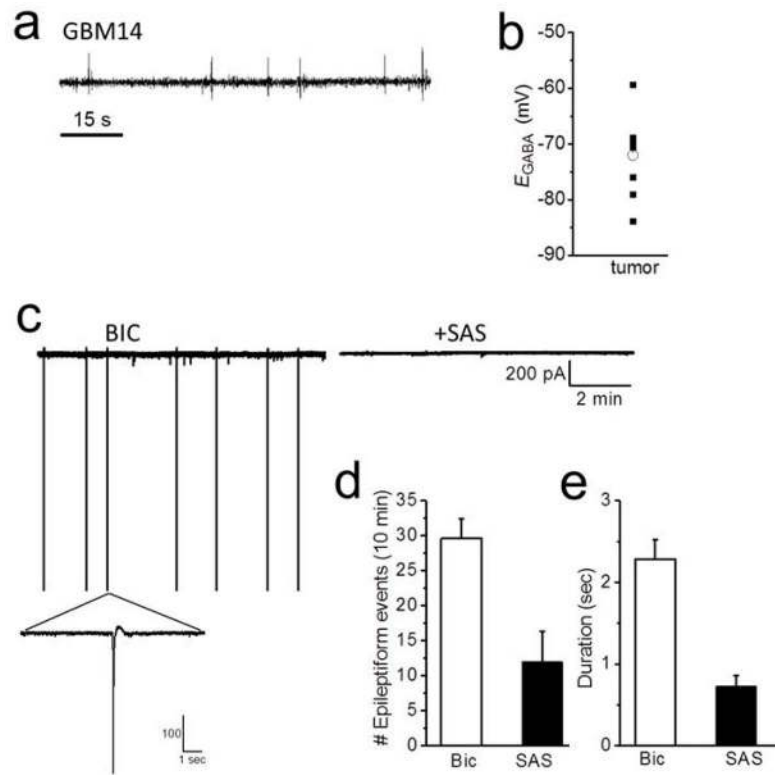 a
GBM14
15 s
b
-50
-60
-70
-80
-90
E_GABA (mV)
tumor
c
BIC
+SAS
200 pA
2 min
100
1 sec
d
# Epileptiform events (10 min)
35
30
25
20
15
10
5
0
Bic
SAS
e
Duration (sec)
3
2
1
0
Bic
SAS